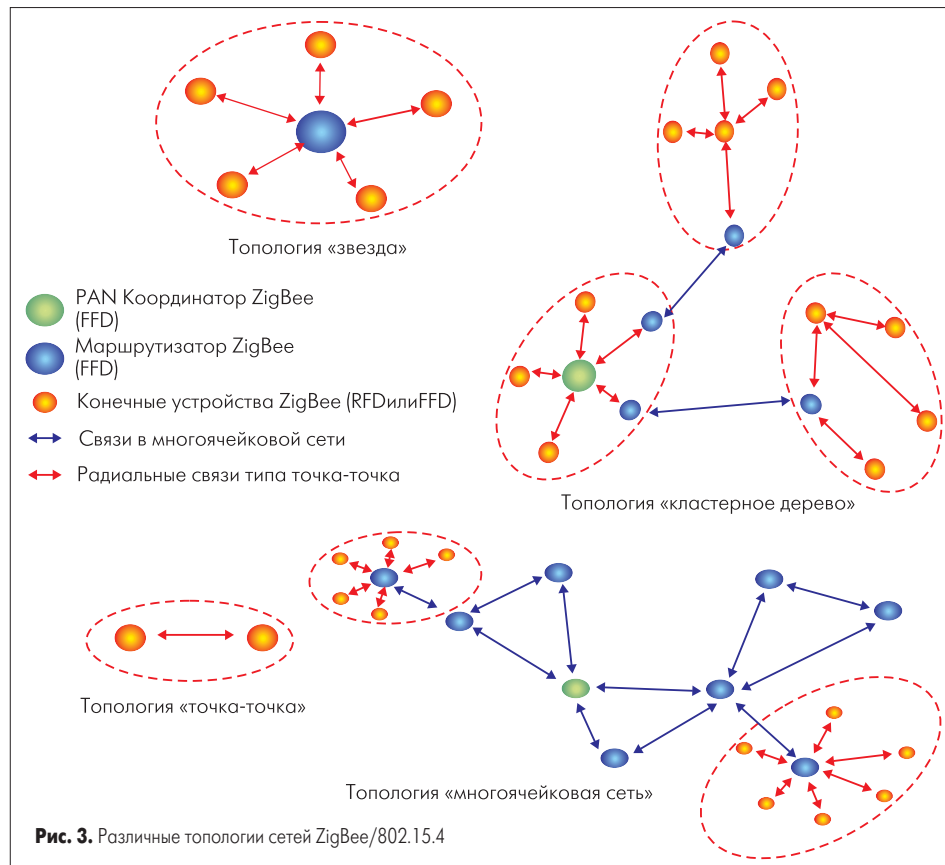 Топология «звезда»
PAN Координатор ZigBee
(FFD)
Маршрутизатор ZigBee
(FFD)
Конечные устройства ZigBee (RFDилиFFD)
Связи в многоячейковой сети
Радиальные связи типа точка-точка
Топология «кластерное дерево»
Топология «точка-точка»
Топология «многоячейковая сеть»
Рис. 3. Различные топологии сетей ZigBee/802.15.4